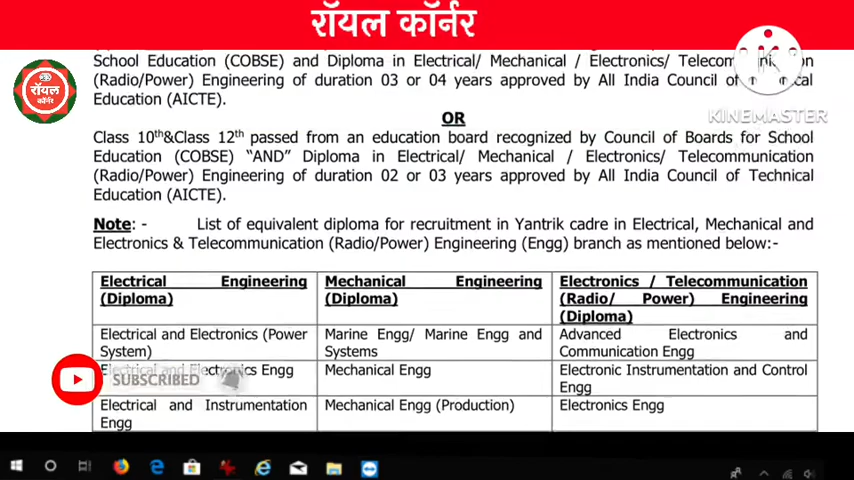 रॉयल कॉर्नर
School Education (COBSE) and Diploma in Electrical/ Mechanical / Electronics/
(Radio/Power) Engineering of duration 03 or 04 years approved by All India Council of
Education (AICTE).
रॉयल
कॉर्नर
KINEMASTER
OR
Class 10th&Class 12th passed from an education board recognized by Council of Boards for School
Education (COBSE) “AND” Diploma in Electrical/ Mechanical / Electronics/ Telecommunication
(Radio/Power) Engineering of duration 02 or 03 years approved by All India Council of Technical
Education (AICTE).
Note: - List of equivalent diploma for recruitment in Yantrik cadre in Electrical, Mechanical and
Electronics & Telecommunication (Radio/Power) Engineering (Engg) branch as mentioned below:-
Electrical Engineering
(Diploma)
Mechanical Engineering
(Diploma)
Electronics / Telecommunication
(Radio/ Power) Engineering
(Diploma)
Electrical and Electronics (Power
System)
Marine Engg/ Marine Engg and
Systems
Advanced Electronics and
Communication Engg
Electrical and Electronics Engg
Mechanical Engg
Electronic Instrumentation and Control
Engg
SUBSCRIBED
Electrical and Instrumentation
Engg
Mechanical Engg (Production)
Electronics Engg